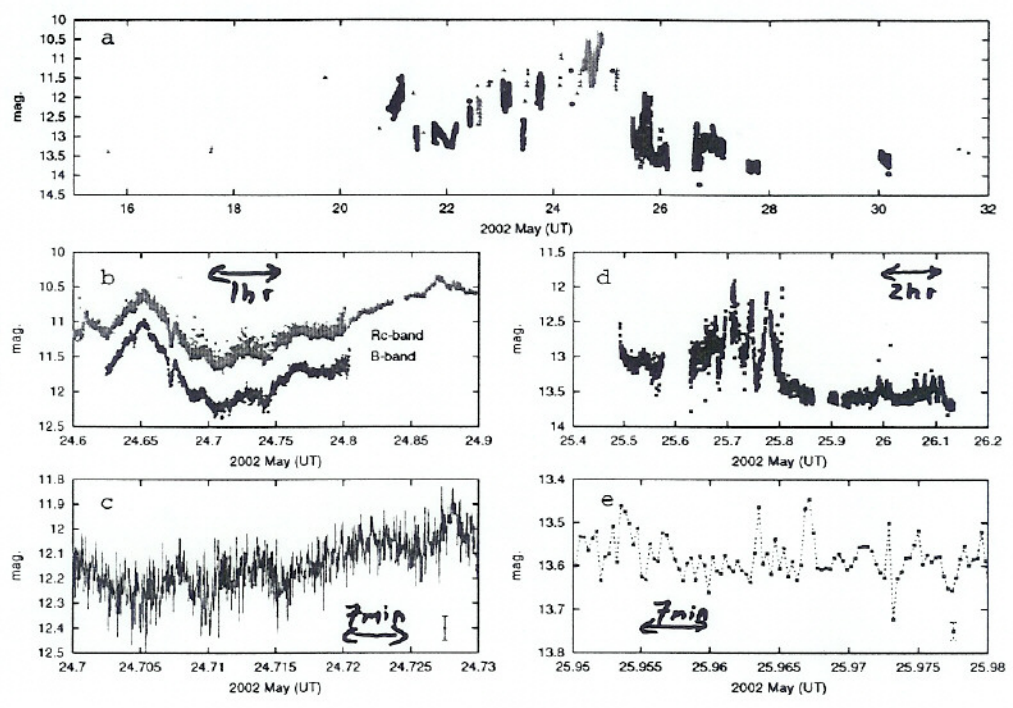 a
mag.
10
10.5
11
11.5
12
12.5
13
13.5
14
14.5
16 18 20 22 24 26 28 30 32
2002 May (UT)
b
1hr
Rc-band
B-band
mag.
10
10.5
11
11.5
12
12.5
24.6 24.65 24.7 24.75 24.8 24.85 24.9
2002 May (UT)
d
2hr
mag.
11.5
12
12.5
13
13.5
14
25.4 25.5 25.6 25.7 25.8 25.9 26 26.1 26.2
2002 May (UT)
c
7min
mag.
11.8
11.9
12
12.1
12.2
12.3
12.4
12.5
24.7 24.705 24.71 24.715 24.72 24.725 24.73
2002 May (UT)
e
7min
mag.
13.4
13.5
13.6
13.7
13.8
25.95 25.955 25.96 25.965 25.97 25.975 25.98
2002 May (UT)